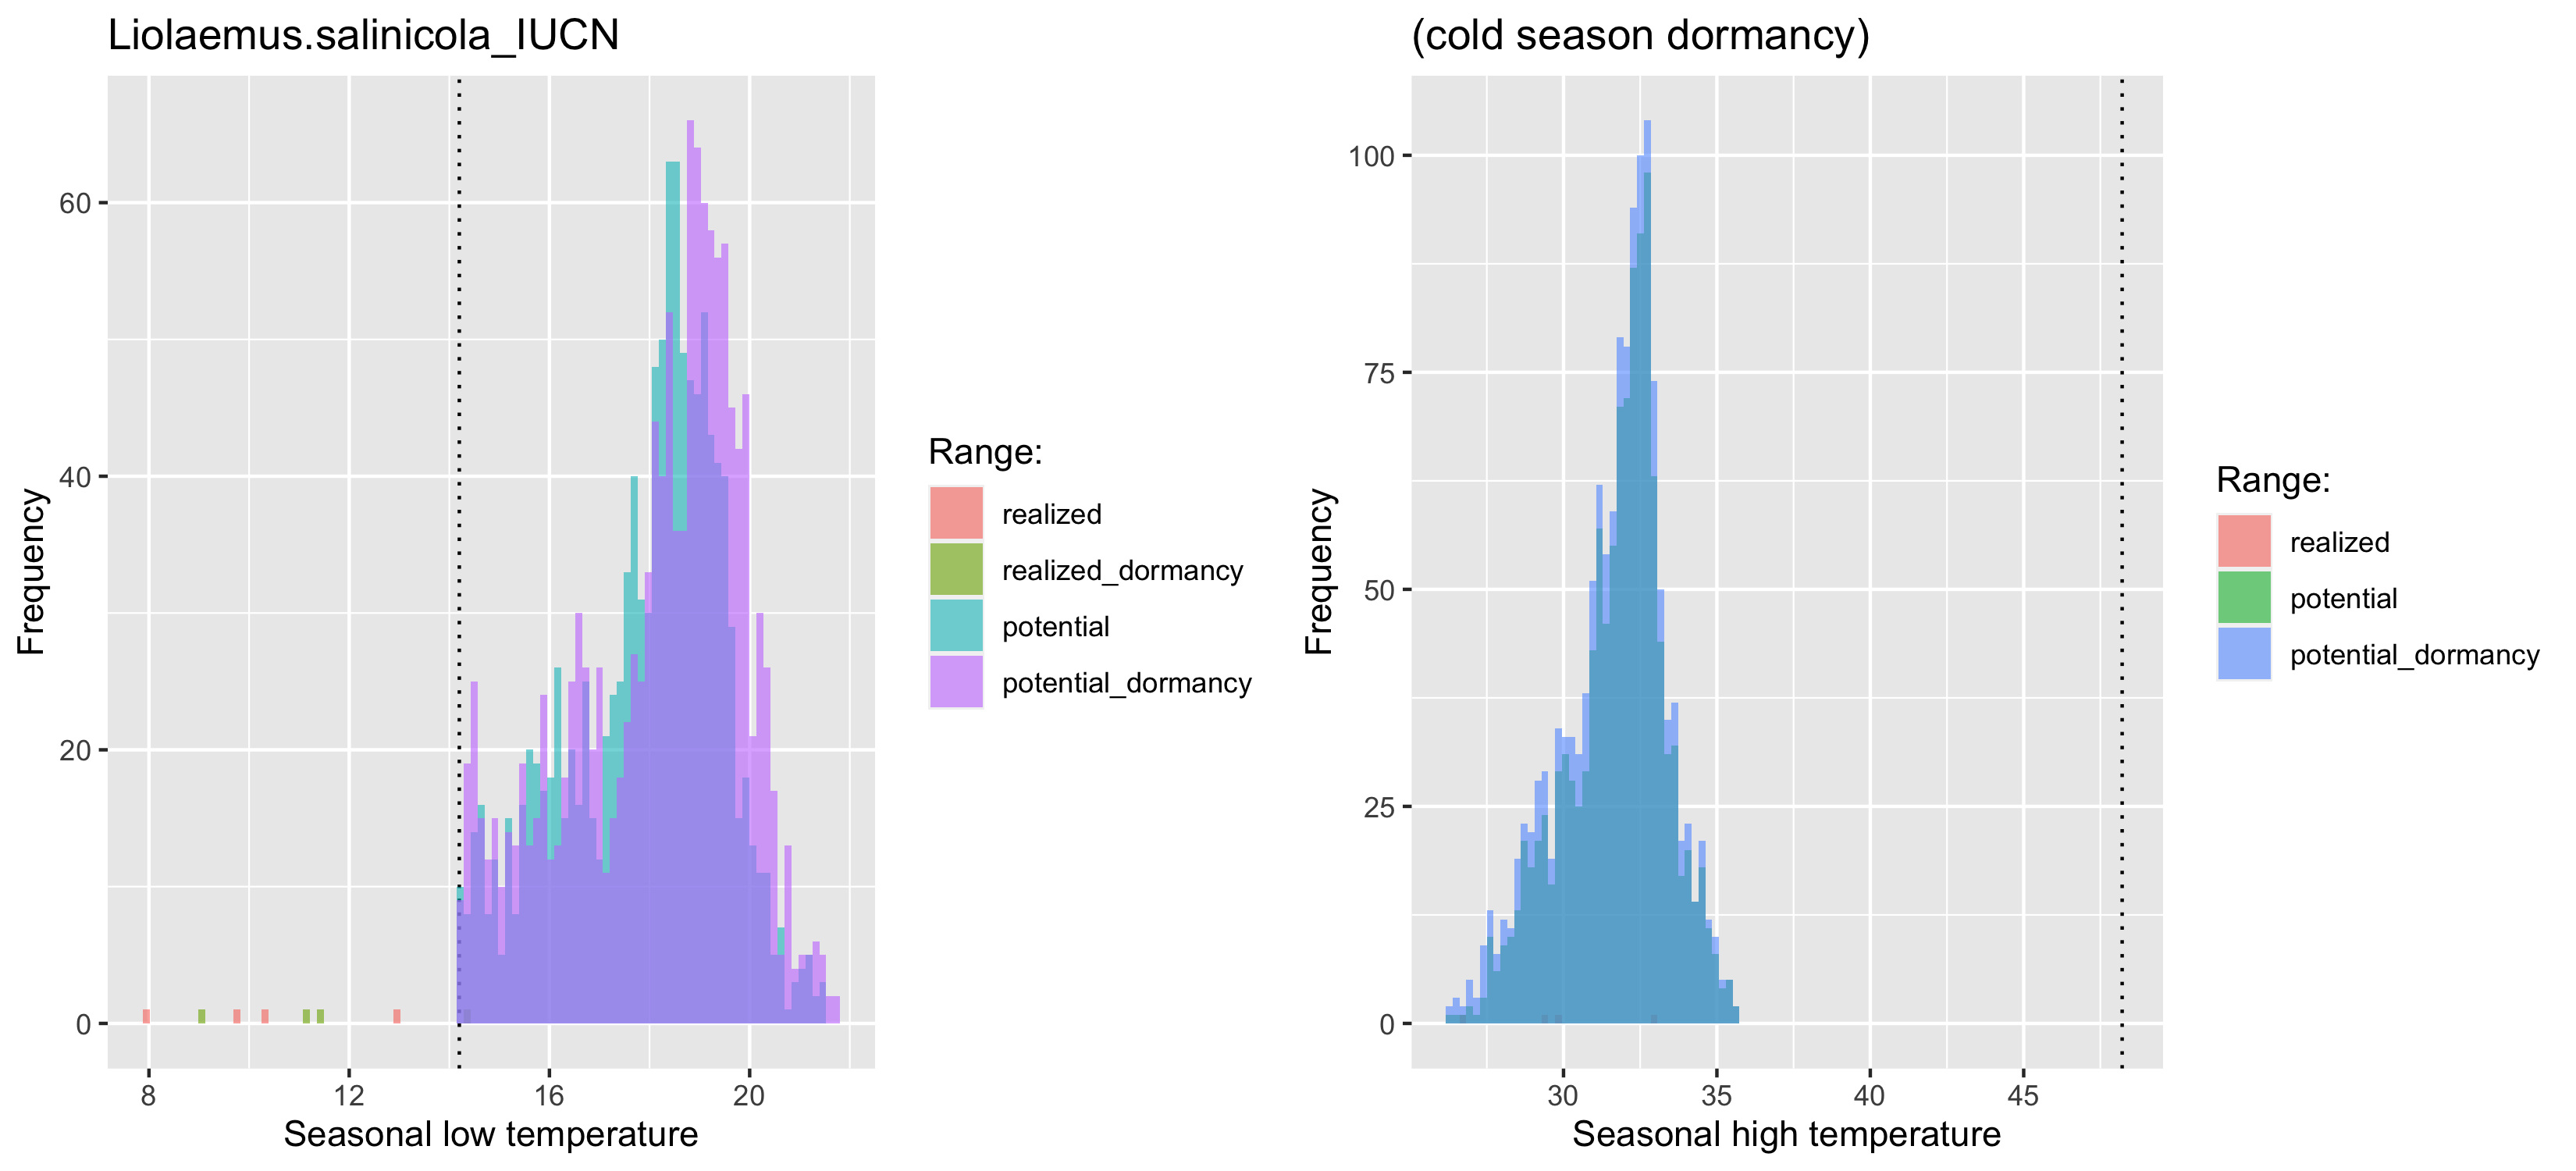 Liolaemus.salinicola_IUCN
Frequency
60
40
20
0
8 12 16 20
Seasonal low temperature
Range:
realized
realized_dormancy
potential
potential_dormancy
(cold season dormancy)
Frequency
100
75
50
25
0
30 35 40 45
Seasonal high temperature
Range:
realized
potential
potential_dormancy